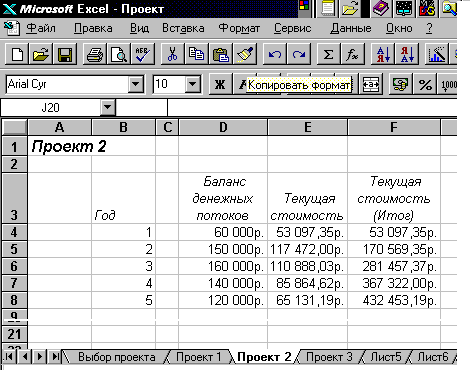 Microsoft Excel - Проект
Файл Правка Вид Вставка Формат Сервис Данные Окно ?
Arial Cyr 10 Ж Копировать формат %
J20
A B C D E F
1 Проект 2
2
3 Год Баланс денежных потоков Текущая стоимость Текущая стоимость (Итог)
4 1 60 000р. 53 097,35р. 53 097,35р.
5 2 150 000р. 117 472,00р. 170 569,35р.
6 3 160 000р. 110 888,03р. 281 457,37р.
7 4 140 000р. 85 864,62р. 367 322,00р.
8 5 120 000р. 65 131,19р. 432 453,19р.
9
21
Выбор проекта Проект 1 Проект 2 Проект 3 Лист5 Лист6